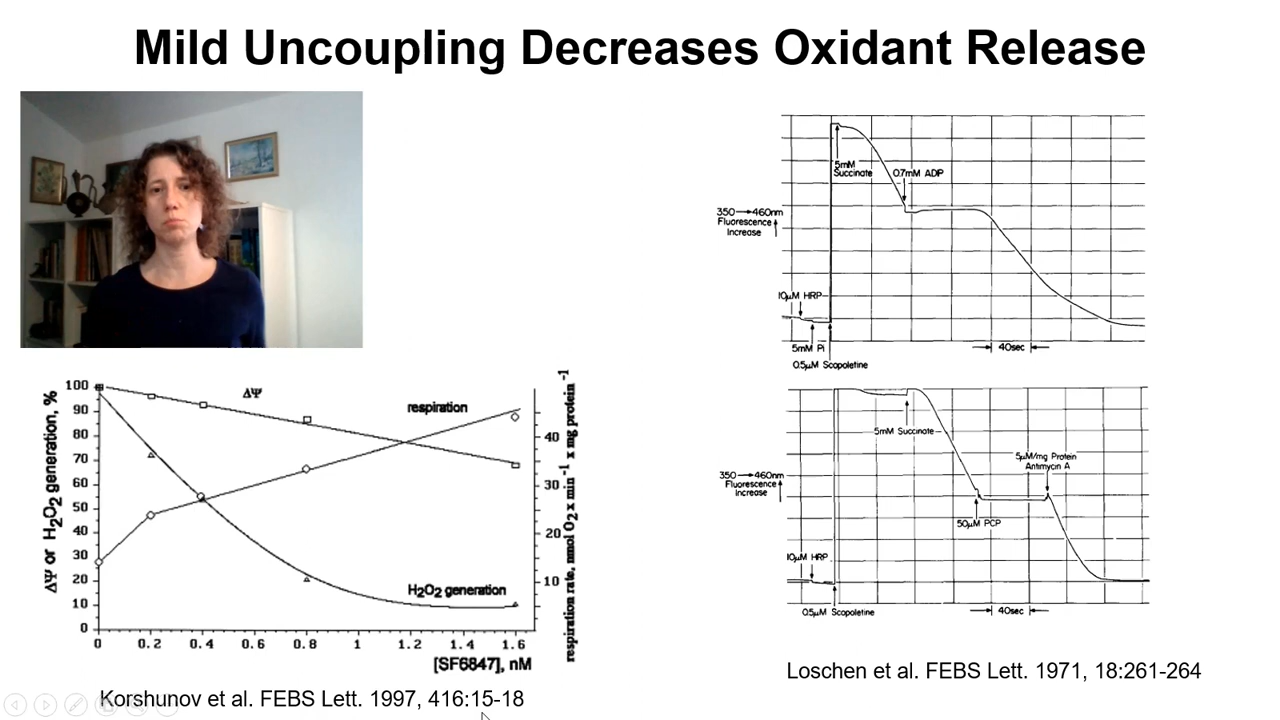 Mild Uncoupling Decreases Oxidant Release
5mM
Succinate
0.7mM ADP
350→460nm
Fluorescence
Increase
10μM HRP
5mM Pi
40sec
0.5μM Scopoletine
ΔΨ or H2O2 generation, %
100
90
80
70
60
50
40
30
20
10
0
ΔΨ
respiration
H2O2 generation
40
30
20
10
respiration rate, nmol O2 x min-1 x mg protein -1
0
0.2
0.4
0.6
0.8
1
1.2
1.4
1.6
[SF6847], nM
5mM Succinate
5μM/mg Protein
Antimycin A
350→460nm
Fluorescence
Increase
50μM PCP
10μM HRP
0.5μM Scopoletine
40sec
Loschen et al. FEBS Lett. 1971, 18:261-264
Korshunov et al. FEBS Lett. 1997, 416:15-18